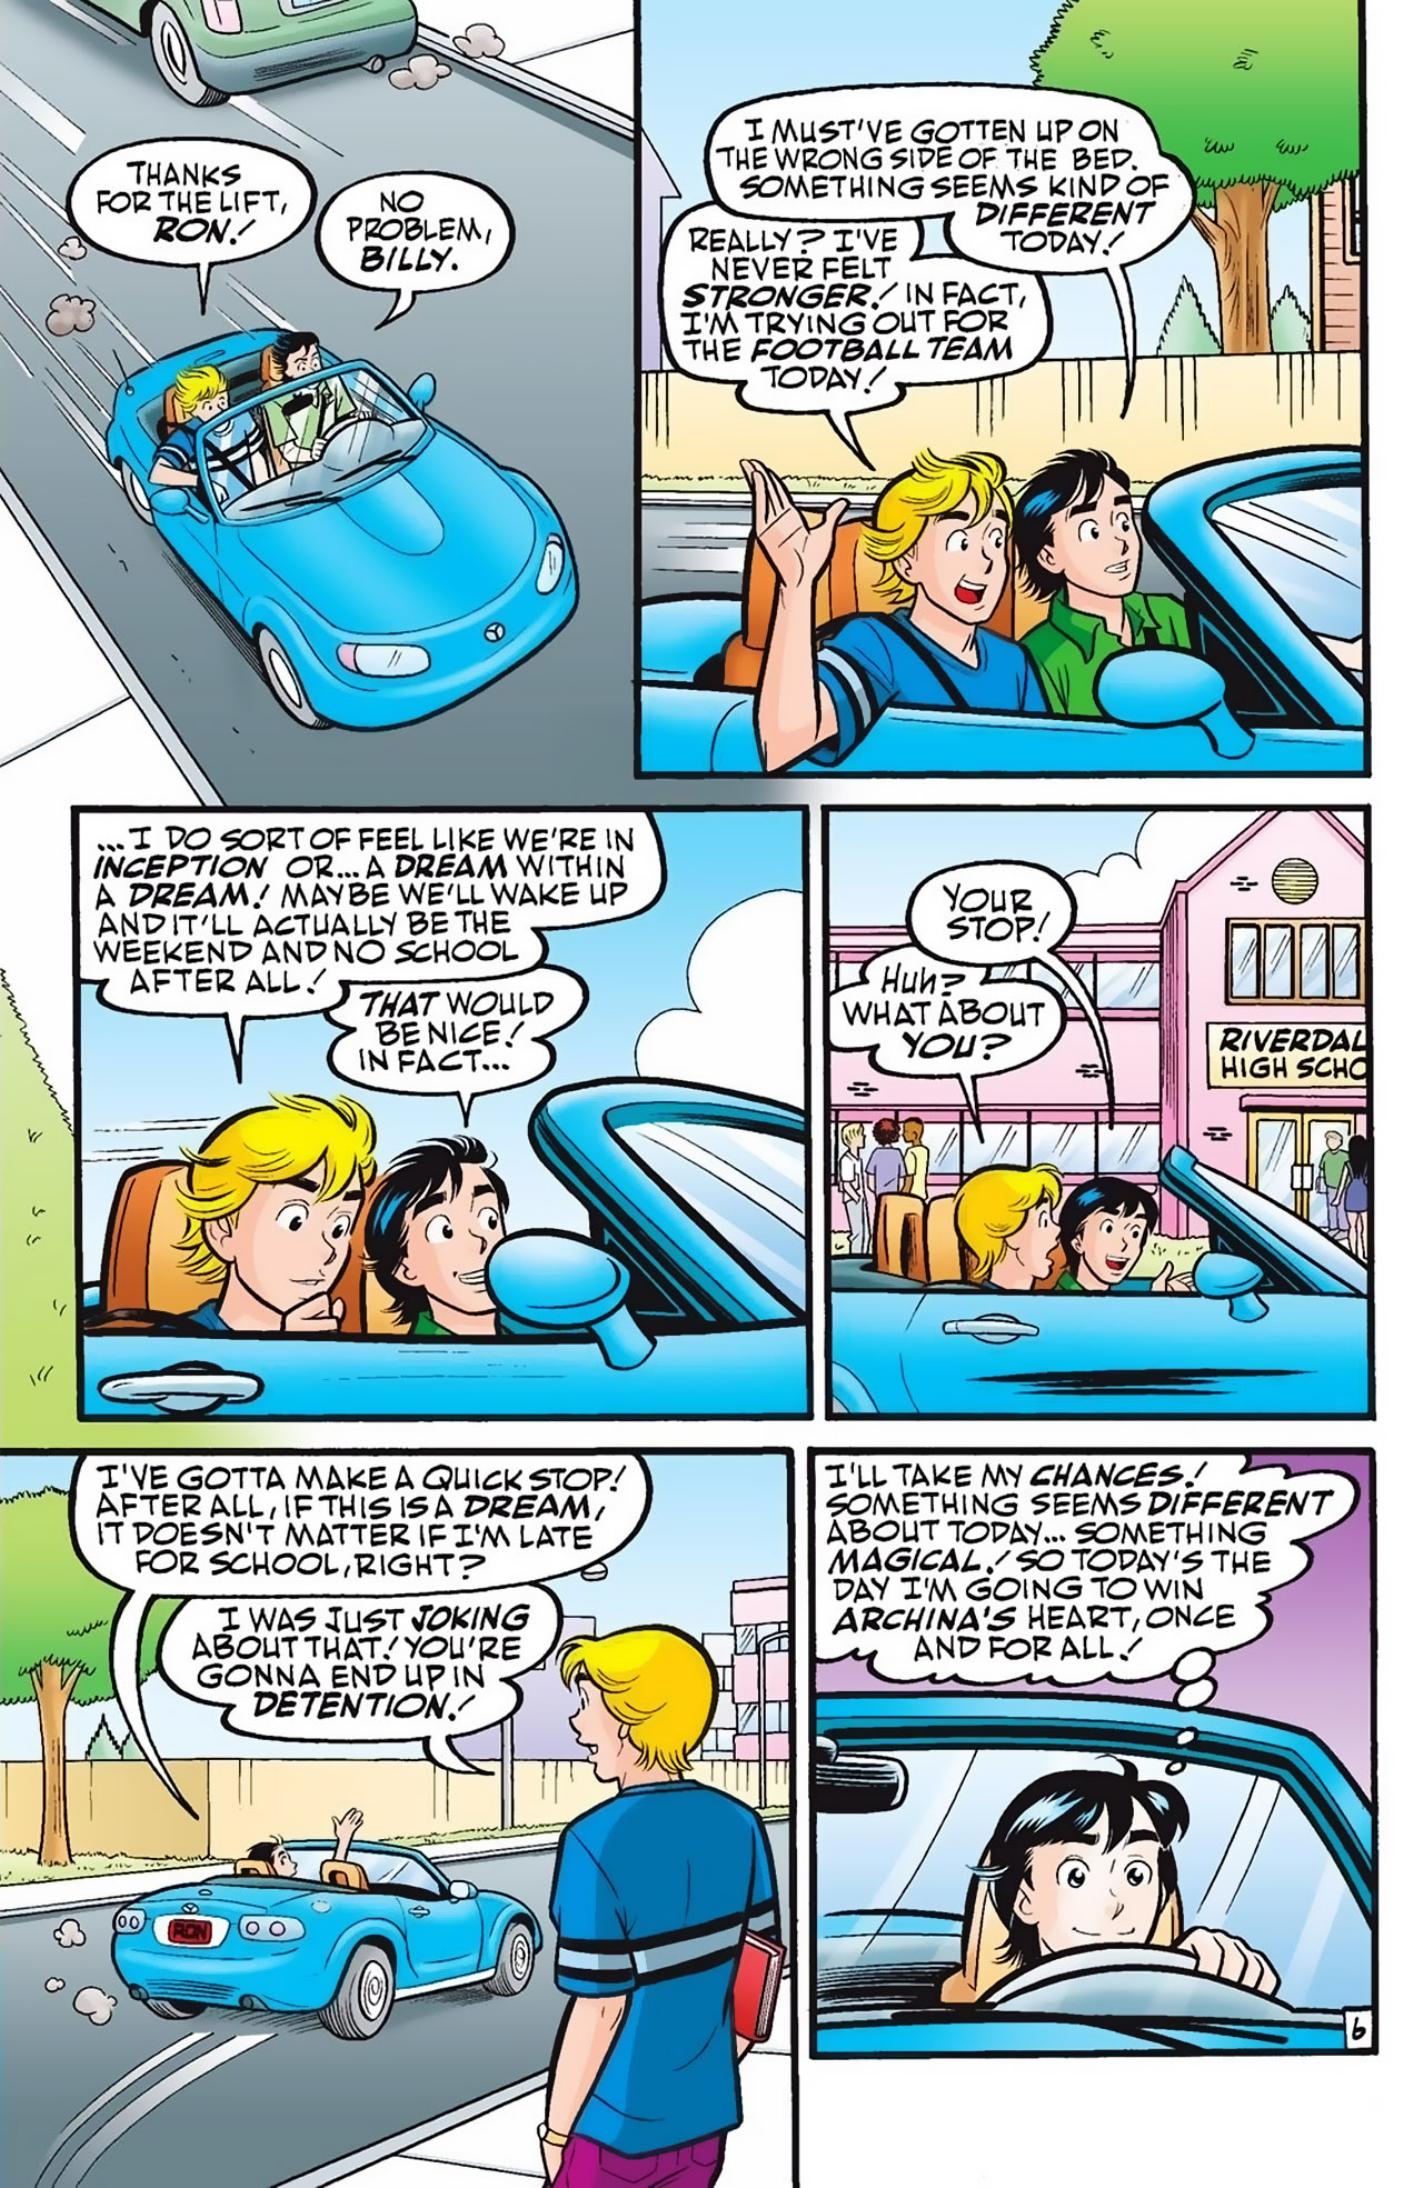 THANKS
FOR THE LIFT,
RON!
NO
PROBLEM,
BILLY.
I MUST'VE GOTTEN UP ON
THE WRONG SIDE OF THE BED.
SOMETHING SEEMS KIND OF
DIFFERENT
TODAY!
REALLY? I'VE
NEVER FELT
STRONGER! IN FACT,
I'M TRYING OUT FOR
THE FOOTBALL TEAM
TODAY!
...I DO SORT OF FEEL LIKE WE'RE IN
INCEPTION OR... A DREAM WITHIN
A DREAM! MAYBE WE'LL WAKE UP
AND IT'LL ACTUALLY BE THE
WEEKEND AND NO SCHOOL
AFTER ALL!
THAT WOULD
BE NICE!
IN FACT...
YOUR
STOP!
HUH?
WHAT ABOUT
YOU?
RIVERDAL
HIGH SCHO
I'VE GOTTA MAKE A QUICK STOP!
AFTER ALL, IF THIS IS A DREAM,
IT DOESN'T MATTER IF I'M LATE
FOR SCHOOL, RIGHT?
I WAS JUST JOKING
ABOUT THAT! YOU'RE
GONNA END UP IN
DETENTION!
RON
I'LL TAKE MY CHANCES!
SOMETHING SEEMS DIFFERENT
ABOUT TODAY... SOMETHING
MAGICAL! SO TODAY'S THE
DAY I'M GOING TO WIN
ARCHINA'S HEART, ONCE
AND FOR ALL!
6